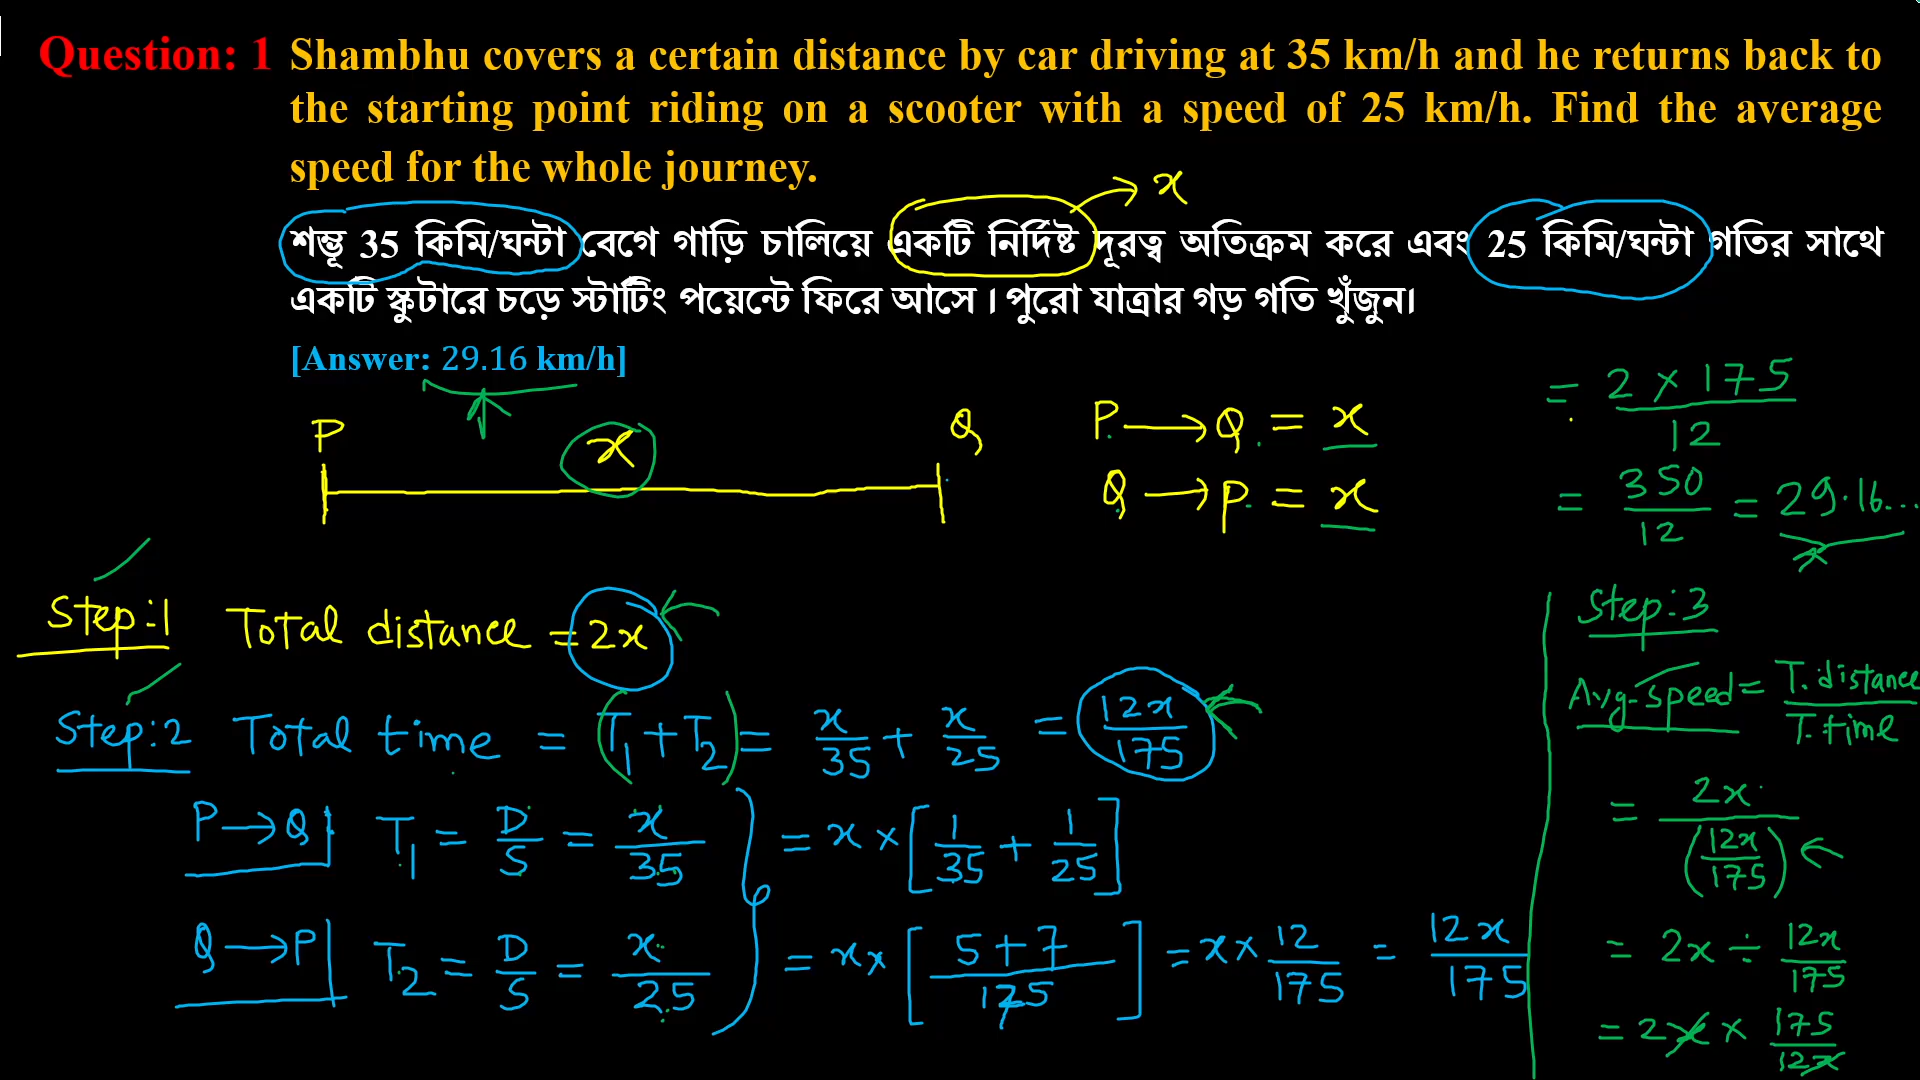 Question: 1 Shambhu covers a certain distance by car driving at 35 km/h and he returns back to
the starting point riding on a scooter with a speed of 25 km/h. Find the average
speed for the whole journey.
x
শম্ভূ 35 কিমি/ঘন্টা বেগে গাড়ি চালিয়ে একটি নির্দিষ্ট দূরত্ব অতিক্রম করে এবং 25 কিমি/ঘন্টা গতির সাথে
একটি স্কুটারে চড়ে স্টার্টিং পয়েন্টে ফিরে আসে। পুরো যাত্রার গড় গতি খুঁজুন।
[Answer: 29.16 km/h]
P x Q
P → Q = x
Q → P = x
= 2 × 175 / 12
= 350 / 12 = 29.16...
Step:1 Total distance = 2x
Step:2 Total time = (T1 + T2) = x/35 + x/25 = 12x/175
P → Q T1 = D/S = x/35 = x × [1/35 + 1/25]
Q → P T2 = D/S = x/25 = x × [5+7 / 175] = x × 12/175 = 12x/175
Step:3
Avg-speed = T. distance / T. time
= 2x / (12x/175)
= 2x ÷ 12x/175
= 2x × 175/12x